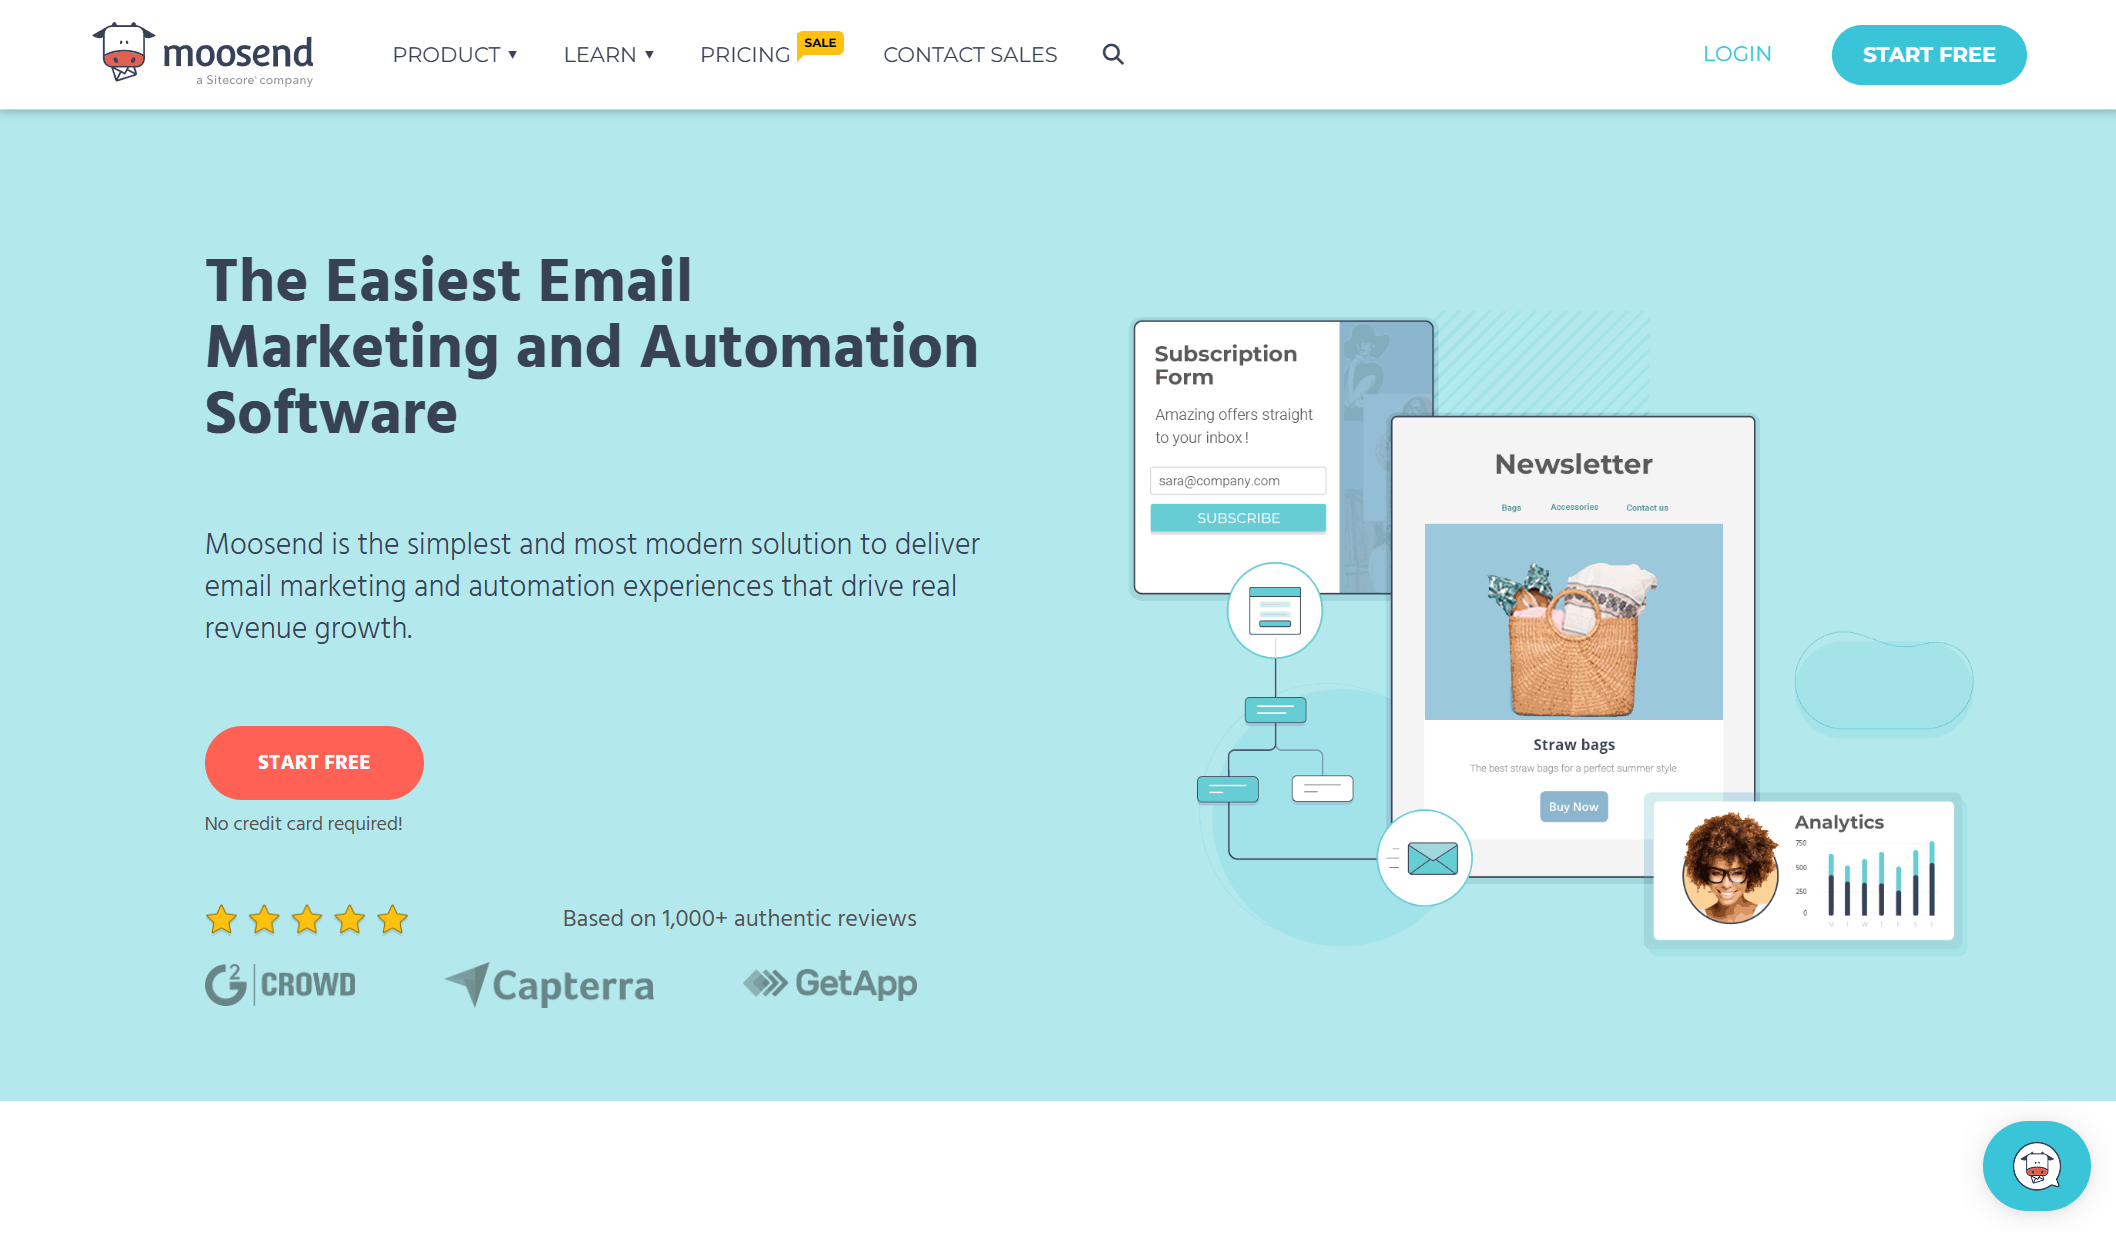 moosend
a Sitecore company
PRODUCT ▼
LEARN ▼
PRICING
SALE
CONTACT SALES
LOGIN
START FREE
The Easiest Email
Marketing and Automation
Software
Moosend is the simplest and most modern solution to deliver
email marketing and automation experiences that drive real
revenue growth.
START FREE
No credit card required!
Based on 1,000+ authentic reviews
G2 CROWD
Capterra
GetApp
Subscription
Form
Amazing offers straight
to your inbox!
sara@company.com
SUBSCRIBE
Newsletter
Bags
Accessories
Contact us
Straw bags
The best straw bags for a perfect summer style
Buy Now
Analytics
750
500
250
0
M T W T F S S